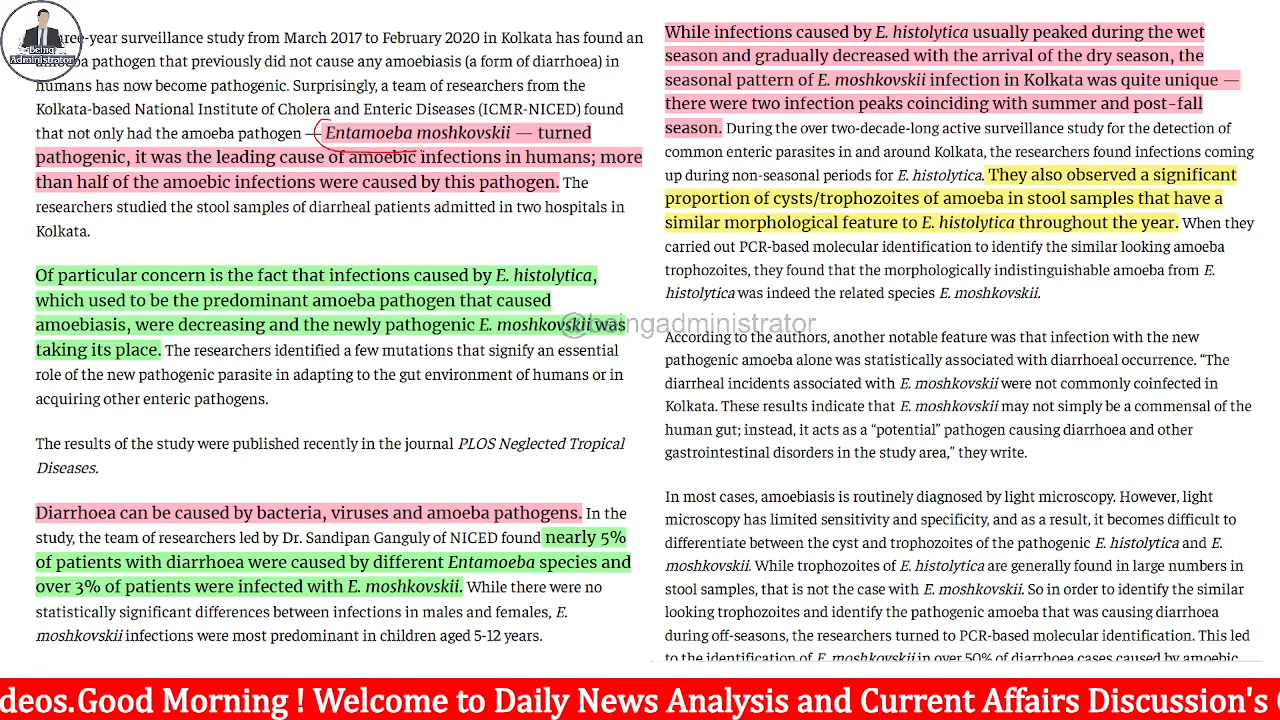 Being
Administrator
three-year surveillance study from March 2017 to February 2020 in Kolkata has found an
pathogen that previously did not cause any amoebiasis (a form of diarrhoea) in
humans has now become pathogenic. Surprisingly, a team of researchers from the
Kolkata-based National Institute of Cholera and Enteric Diseases (ICMR-NICED) found
that not only had the amoeba pathogen — Entamoeba moshkovskii — turned
pathogenic, it was the leading cause of amoebic infections in humans; more
than half of the amoebic infections were caused by this pathogen. The
researchers studied the stool samples of diarrheal patients admitted in two hospitals in
Kolkata.
Of particular concern is the fact that infections caused by E. histolytica,
which used to be the predominant amoeba pathogen that caused
amoebiasis, were decreasing and the newly pathogenic E. moshkovskii was
taking its place. The researchers identified a few mutations that signify an essential
role of the new pathogenic parasite in adapting to the gut environment of humans or in
acquiring other enteric pathogens.
The results of the study were published recently in the journal PLOS Neglected Tropical
Diseases.
Diarrhoea can be caused by bacteria, viruses and amoeba pathogens. In the
study, the team of researchers led by Dr. Sandipan Ganguly of NICED found nearly 5%
of patients with diarrhoea were caused by different Entamoeba species and
over 3% of patients were infected with E. moshkovskii. While there were no
statistically significant differences between infections in males and females, E.
moshkovskii infections were most predominant in children aged 5-12 years.
While infections caused by E. histolytica usually peaked during the wet
season and gradually decreased with the arrival of the dry season, the
seasonal pattern of E. moshkovskii infection in Kolkata was quite unique —
there were two infection peaks coinciding with summer and post-fall
season. During the over two-decade-long active surveillance study for the detection of
common enteric parasites in and around Kolkata, the researchers found infections coming
up during non-seasonal periods for E. histolytica. They also observed a significant
proportion of cysts/trophozoites of amoeba in stool samples that have a
similar morphological feature to E. histolytica throughout the year. When they
carried out PCR-based molecular identification to identify the similar looking amoeba
trophozoites, they found that the morphologically indistinguishable amoeba from E.
histolytica was indeed the related species E. moshkovskii.
@beingadministrator
According to the authors, another notable feature was that infection with the new
pathogenic amoeba alone was statistically associated with diarrhoeal occurrence. “The
diarrheal incidents associated with E. moshkovskii were not commonly coinfected in
Kolkata. These results indicate that E. moshkovskii may not simply be a commensal of the
human gut; instead, it acts as a “potential” pathogen causing diarrhoea and other
gastrointestinal disorders in the study area,” they write.
In most cases, amoebiasis is routinely diagnosed by light microscopy. However, light
microscopy has limited sensitivity and specificity, and as a result, it becomes difficult to
differentiate between the cyst and trophozoites of the pathogenic E. histolytica and E.
moshkovskii. While trophozoites of E. histolytica are generally found in large numbers in
stool samples, that is not the case with E. moshkovskii. So in order to identify the similar
looking trophozoites and identify the pathogenic amoeba that was causing diarrhoea
during off-seasons, the researchers turned to PCR-based molecular identification. This led
to the identification of E. moshkovskii in over 50% of diarrhoea cases caused by amoebic
deos.Good Morning ! Welcome to Daily News Analysis and Current Affairs Discussion's